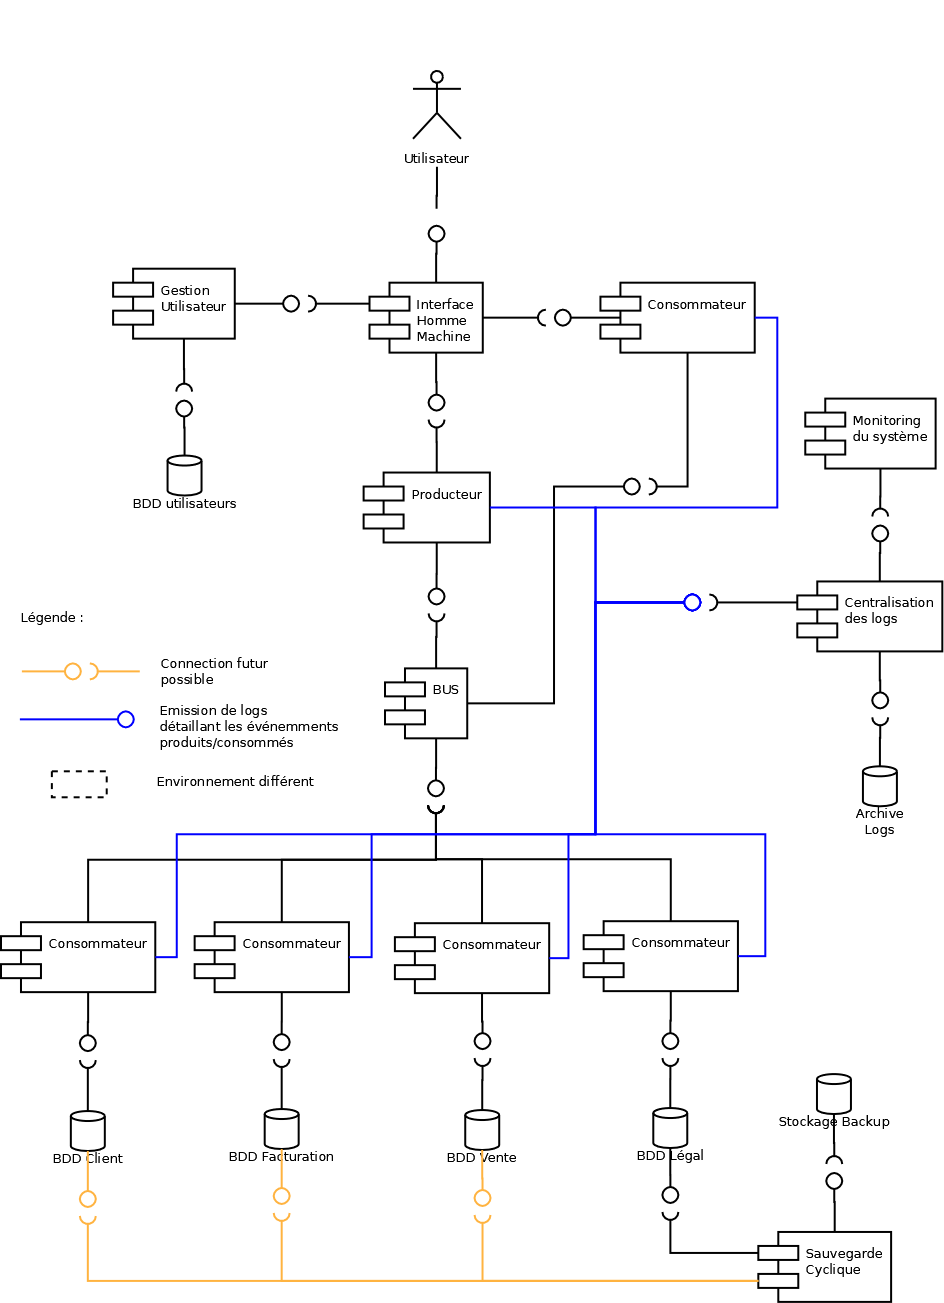 Utilisateur
Gestion
Utilisateur
Interface
Homme
Machine
Consommateur
Monitoring
du système
Producteur
BDD utilisateurs
Centralisation
des logs
Légende :
Connection futur
possible
BUS
Emission de logs
détaillant les événemments
produits/consommés
Environnement différent
Archive
Logs
Consommateur
Consommateur
Consommateur
Consommateur
Stockage Backup
BDD Client
BDD Facturation
BDD Vente
BDD Légal
Sauvegarde
Cyclique